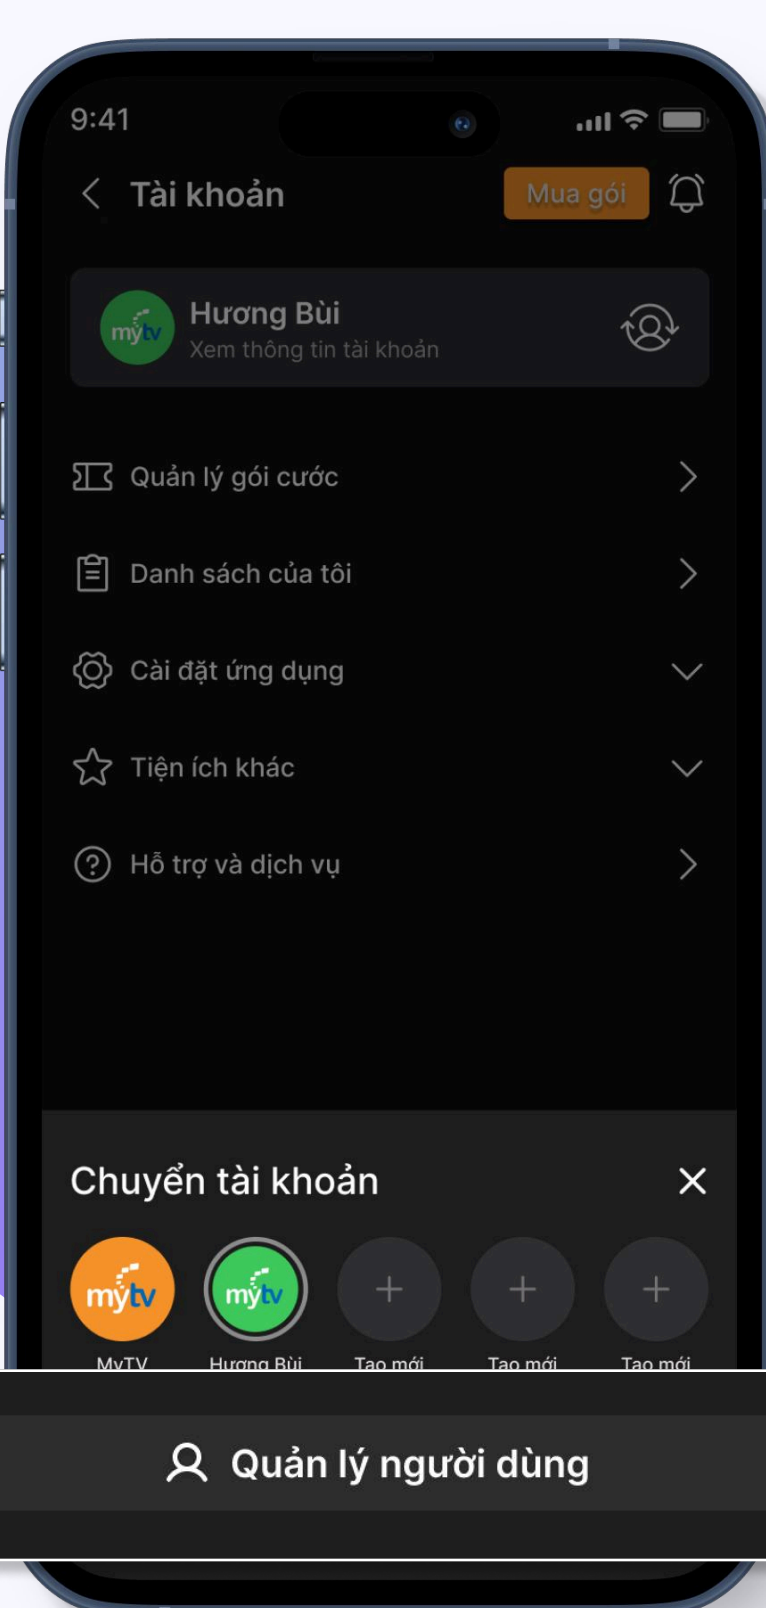 9:41
Tài khoản
Mua gói
mytv
Hương Bùi
Xem thông tin tài khoản
Quản lý gói cước
Danh sách của tôi
Cài đặt ứng dụng
Tiện ích khác
Hỗ trợ và dịch vụ
Chuyển tài khoản
mytv mytv
MyTV Hương Bùi Tạo mới Tạo mới Tạo mới
Quản lý người dùng